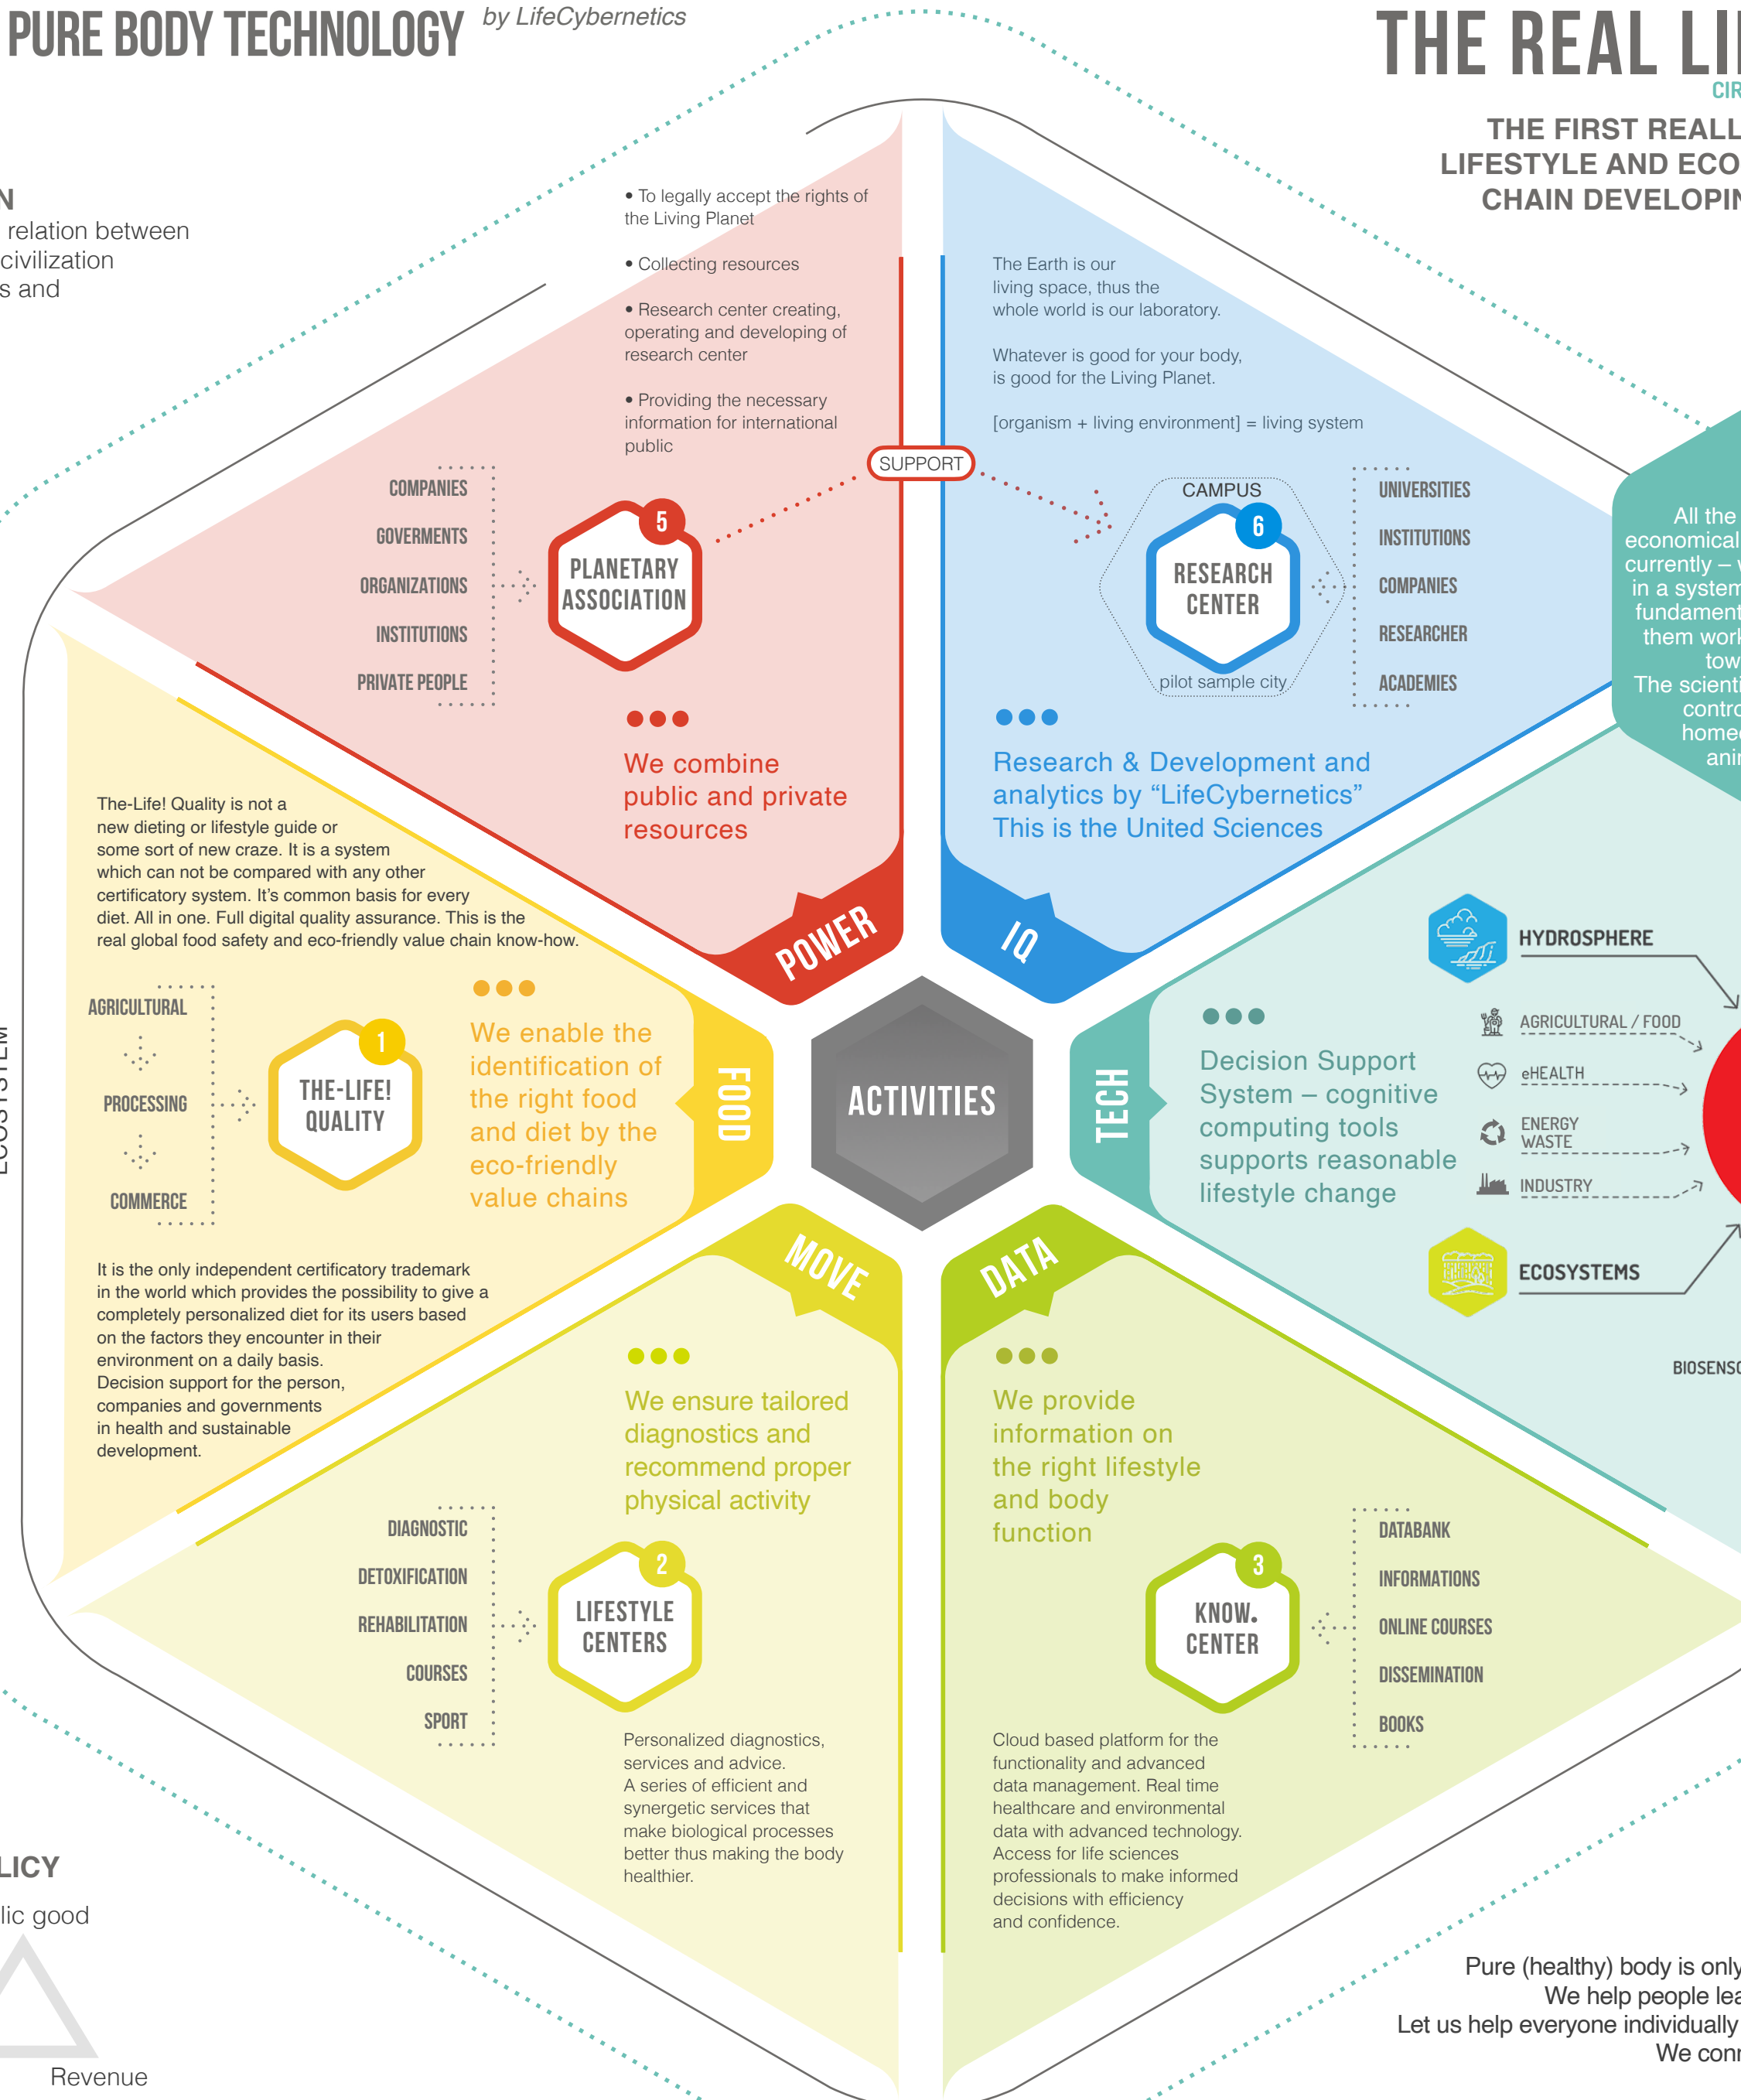 PURE BODY TECHNOLOGY
by LifeCybernetics
THE REAL
CIR
THE FIRST
LIFESTYLE AND
CHAIN
relation between
civilization
and
• To legally accept the rights of
the Living Planet
• Collecting resources
• Research center creating,
operating and developing of
research center
• Providing the necessary
information for international
public
The Earth is our
living space, thus the
whole world is our laboratory.
Whatever is good for your body,
is good for the Living Planet.
[organism + living environment] = living system
SUPPORT
COMPANIES
GOVERMENTS
ORGANIZATIONS
INSTITUTIONS
PRIVATE PEOPLE
5
PLANETARY
ASSOCIATION
CAMPUS
6
RESEARCH
CENTER
pilot sample city
UNIVERSITIES
INSTITUTIONS
COMPANIES
RESEARCHER
ACADEMIES
We combine
public and private
resources
Research & Development and
analytics by “LifeCybernetics”
This is the United Sciences
POWER
IQ
All the
economical
currently –
in a system
them
The
The-Life! Quality is not a
new dieting or lifestyle guide or
some sort of new craze. It is a system
which can not be compared with any other
certificatory system. It’s common basis for every
diet. All in one. Full digital quality assurance. This is the
real global food safety and eco-friendly value chain know-how.
AGRICULTURAL
PROCESSING
COMMERCE
1
THE-LIFE!
QUALITY
We enable the
identification of
the right food
and diet by the
eco-friendly
value chains
FOOD
ACTIVITIES
TECH
Decision Support
System – cognitive
computing tools
supports reasonable
lifestyle change
HYDROSPHERE
AGRICULTURAL / FOOD
eHEALTH
ENERGY
WASTE
INDUSTRY
ECOSYSTEMS
ECOSYSTEM
It is the only independent certificatory trademark
in the world which provides the possibility to give a
completely personalized diet for its users based
on the factors they encounter in their
environment on a daily basis.
Decision support for the person,
companies and governments
in health and sustainable
development.
MOVE
DATA
We ensure tailored
diagnostics and
recommend proper
physical activity
We provide
information on
the right lifestyle
and body
function
DIAGNOSTIC
DETOXIFICATION
REHABILITATION
COURSES
SPORT
2
LIFESTYLE
CENTERS
3
KNOW.
CENTER
DATABANK
INFORMATIONS
ONLINE COURSES
DISSEMINATION
BOOKS
Personalized diagnostics,
services and advice.
A series of efficient and
synergetic services that
make biological processes
better thus making the body
healthier.
Cloud based platform for the
functionality and advanced
data management. Real time
healthcare and environmental
data with advanced technology.
Access for life sciences
professionals to make informed
decisions with efficiency
and confidence.
LICY
lic good
Revenue
Pure (healthy) body is only
We help people
Let us help everyone individually
We